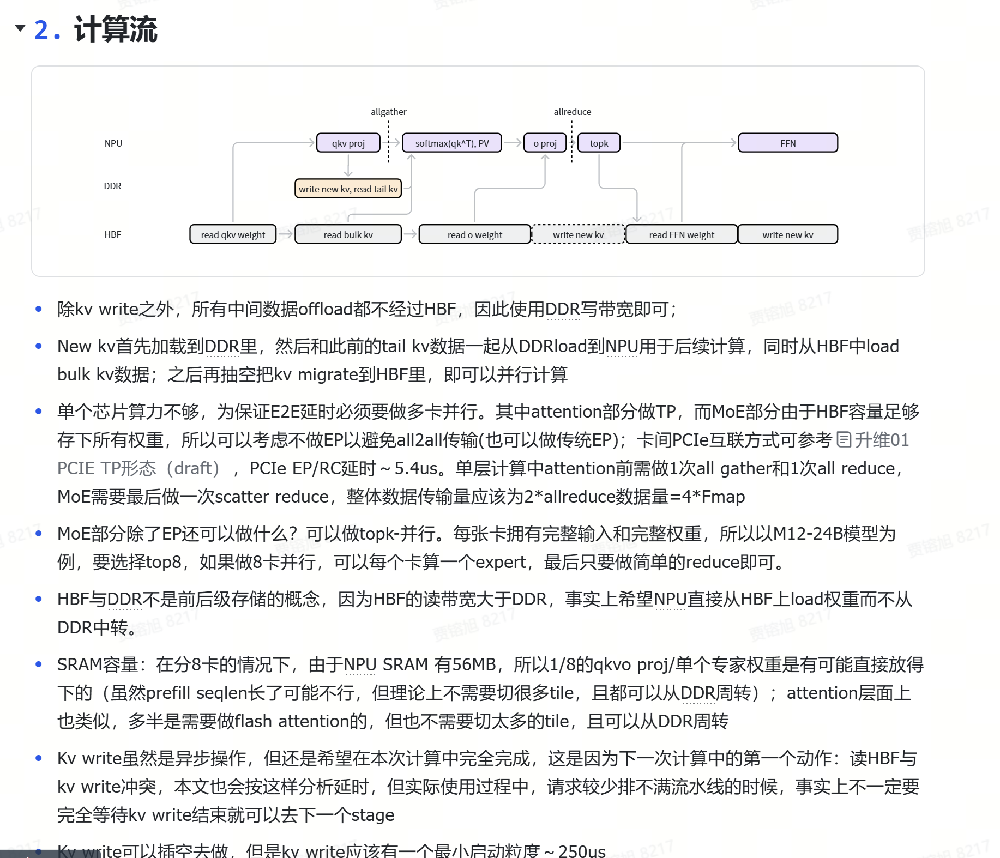 2. 计算流
allgather
allreduce
NPU
qkv proj
softmax(qk^T), PV
o proj
topk
FFN
DDR
write new kv, read tail kv
HBF
read qkv weight
read bulk kv
read o weight
write new kv
read FFN weight
write new kv
除kv write之外，所有中间数据offload都不经过HBF，因此使用DDR写带宽即可；
New kv首先加载到DDR里，然后和此前的tail kv数据一起从DDRload到NPU用于后续计算，同时从HBF中load
bulk kv数据；之后再抽空把kv migrate到HBF里，即可以并行计算
单个芯片算力不够，为保证E2E延时必须要做多卡并行。其中attention部分做TP，而MoE部分由于HBF容量足够
存下所有权重，所以可以考虑不做EP以避免all2all传输(也可以做传统EP)；卡间PCIe互联方式可参考 升维01
PCIE TP形态（draft），PCIe EP/RC延时～5.4us。单层计算中attention前需做1次all gather和1次all reduce，
MoE需要最后做一次scatter reduce，整体数据传输量应该为2*allreduce数据量=4*Fmap
MoE部分除了EP还可以做什么？可以做topk-并行。每张卡拥有完整输入和完整权重，所以以M12-24B模型为
例，要选择top8，如果做8卡并行，可以每个卡算一个expert，最后只要做简单的reduce即可。
HBF与DDR不是前后级存储的概念，因为HBF的读带宽大于DDR，事实上希望NPU直接从HBF上load权重而不从
DDR中转。
SRAM容量：在分8卡的情况下，由于NPU SRAM 有56MB，所以1/8的qkvo proj/单个专家权重是有可能直接放得
下的（虽然prefill seqlen长了可能不行，但理论上不需要切很多tile，且都可以从DDR周转）；attention层面上
也类似，多半是需要做flash attention的，但也不需要切太多的tile，且可以从DDR周转
Kv write虽然是异步操作，但还是希望在本次计算中完全完成，这是因为下一次计算中的第一个动作：读HBF与
kv write冲突，本文也会按这样分析延时，但实际使用过程中，请求较少排不满流水线的时候，事实上不一定要
完全等待kv write结束就可以去下一个stage
Kv write可以插空去做，但是kv write应该有一个最小启动粒度～250us
贾镕旭 8217